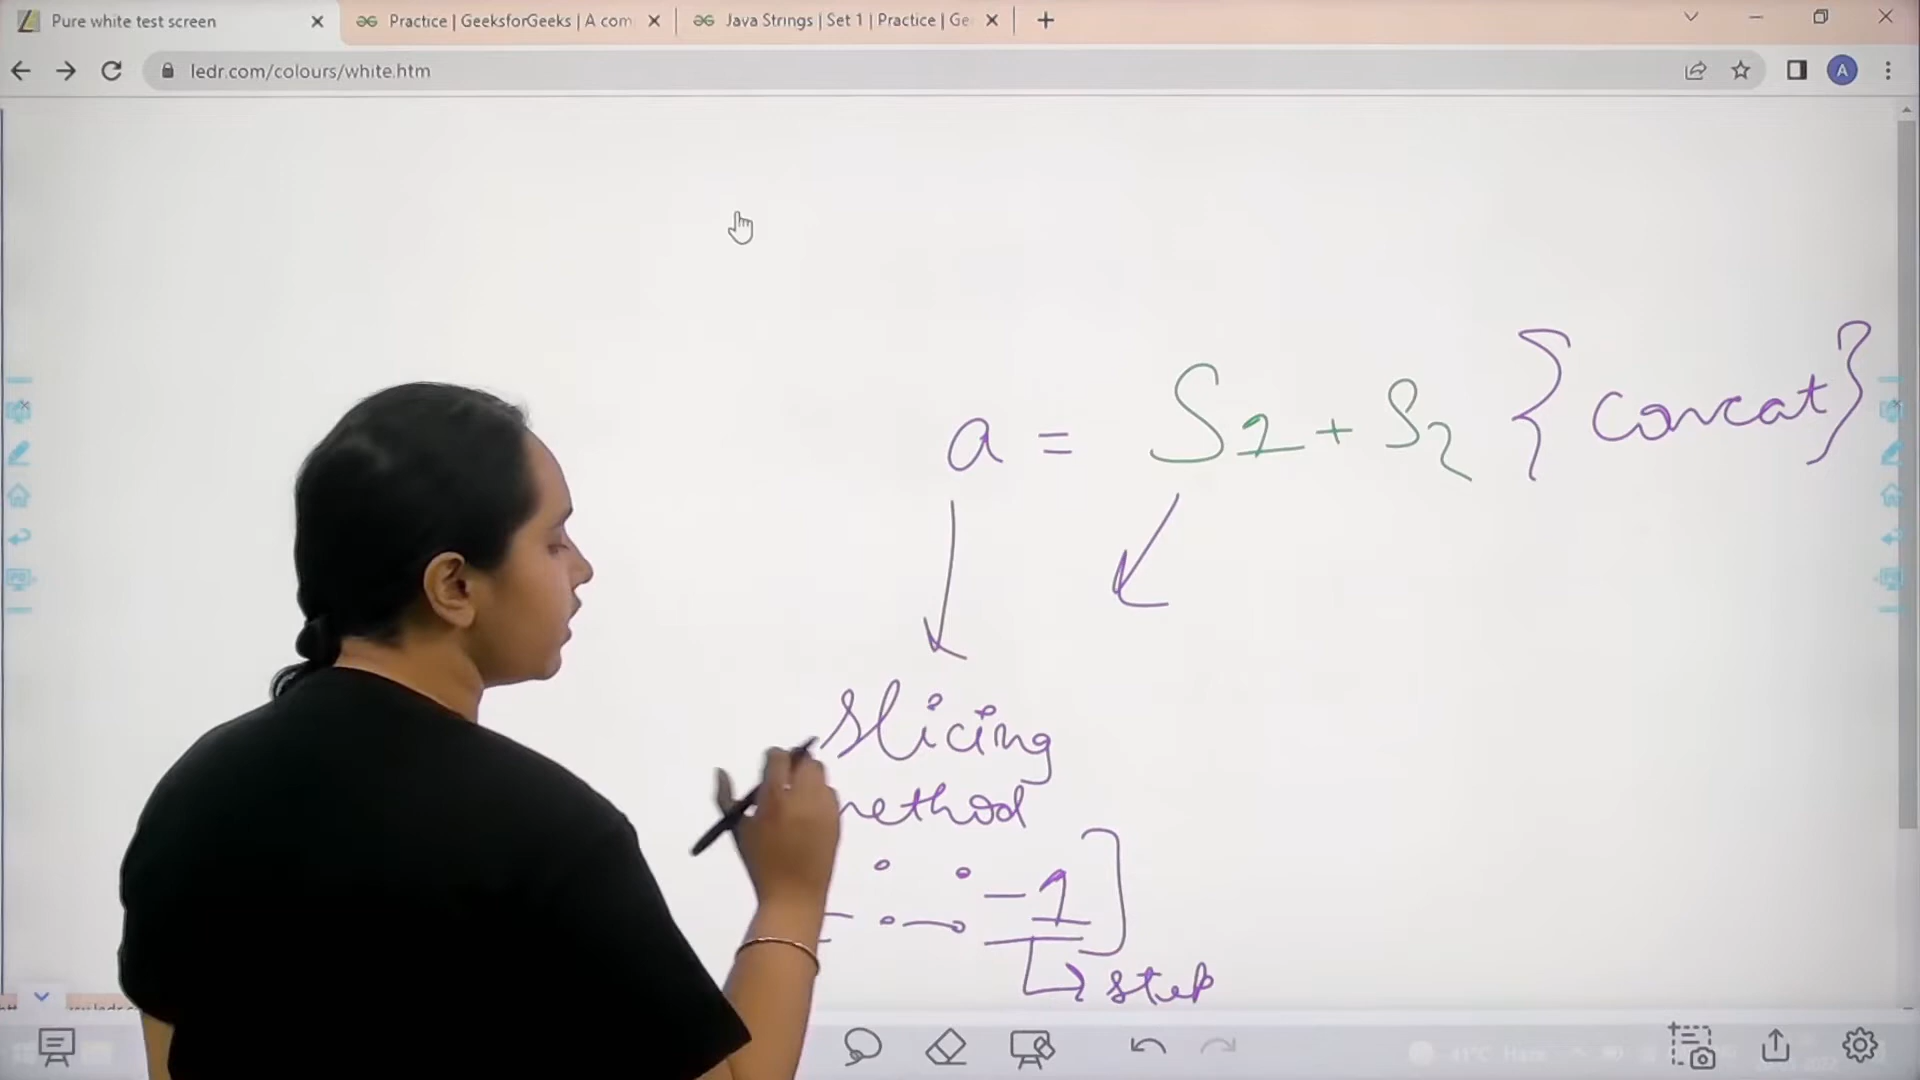 Pure white test screen
Practice | GeeksforGeeks | A com
Java Strings | Set 1 | Practice | Ge
ledr.com/colours/white.htm
A
a = S1 + S2 {concat}
slicing
method
: : -1]
step